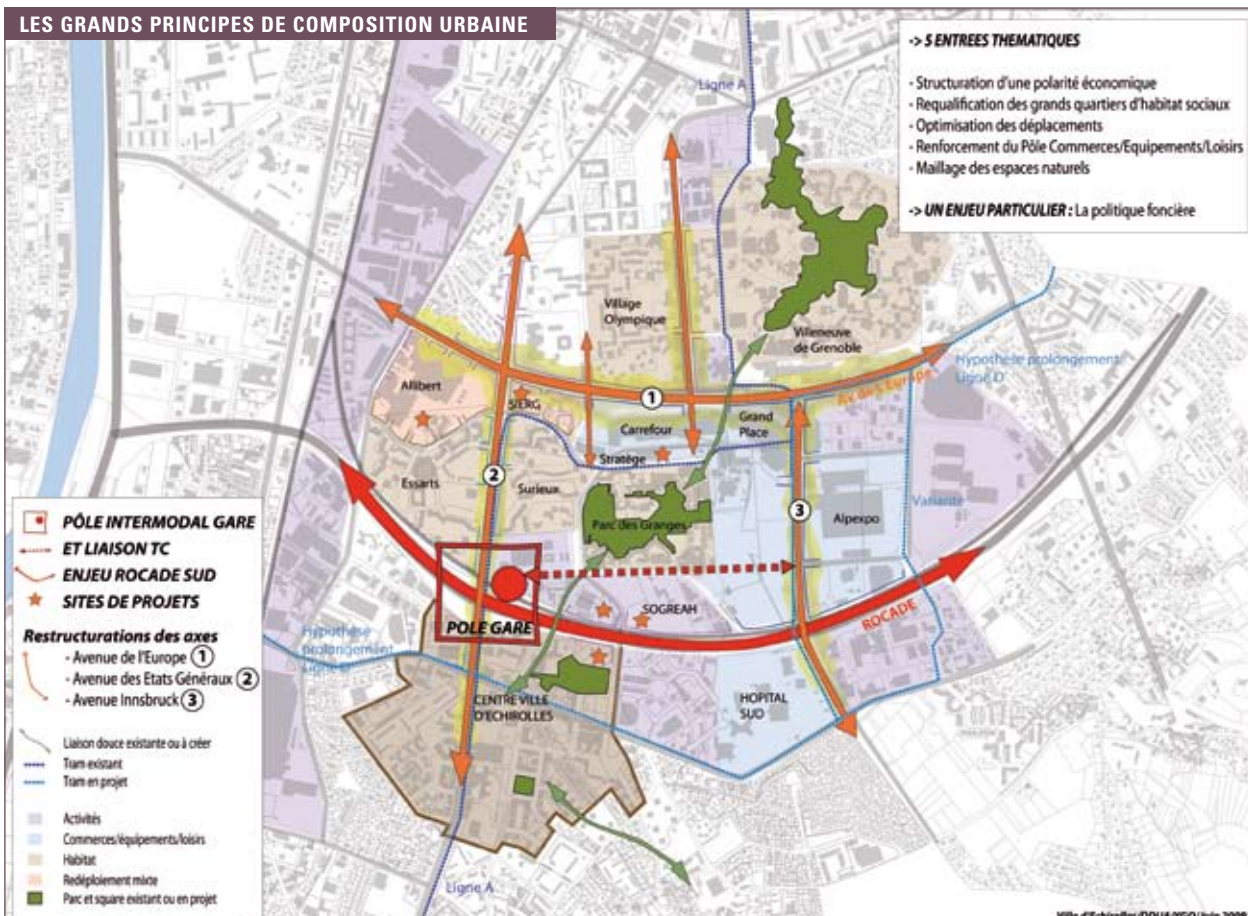 LES GRANDS PRINCIPES DE COMPOSITION URBAINE
-> 5 ENTREES THEMATIQUES
- Structuration d'une polarité économique
- Requalification des grands quartiers d'habitat sociaux
- Optimisation des déplacements
- Renforcement du Pôle Commerces/Equipements/Loisirs
- Maillage des espaces naturels
-> UN ENJEU PARTICULIER : La politique foncière
Ligne A
Village
Olympique
Villeneuve
de Grenoble
Hypothèse prolongement
Ligne D
Av. des Europe
Allibert
SIERG
1
Carrefour
Grand
Place
Stratège
2
Essarts
Surieux
Parc des Granges
3
Alpexpo
Variante
SOGREAH
ROCADE
POLE GARE
Hypothèse
prolongement
Ligne D
CENTRE VILLE
D'ECHIROLLES
HOPITAL
SUD
Ligne A
PÔLE INTERMODAL GARE
ET LIAISON TC
ENJEU ROCADE SUD
SITES DE PROJETS
Restructurations des axes
- Avenue de l'Europe 1
- Avenue des Etats Généraux 2
- Avenue Innsbruck 3
Liaison douce existante ou à créer
Tram existant
Tram en projet
Activités
Commerces/équipements/loisirs
Habitat
Redéploiement mixte
Parc et square existant ou en projet
Ville d'Echirolles